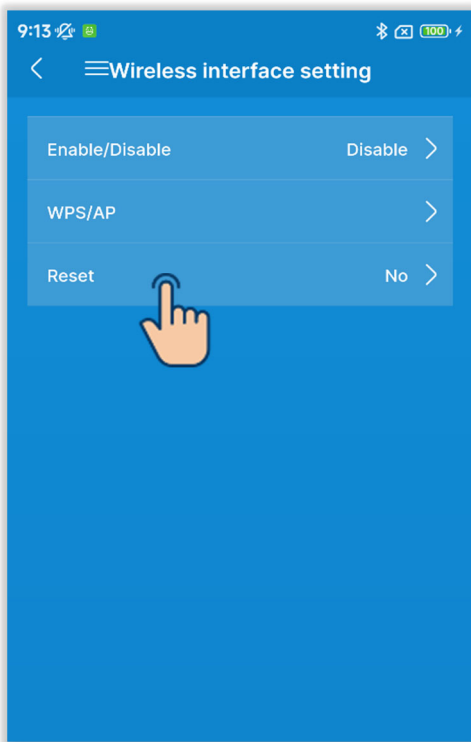 9:13
100
Wireless interface setting
Enable/Disable Disable
WPS/AP
Reset No